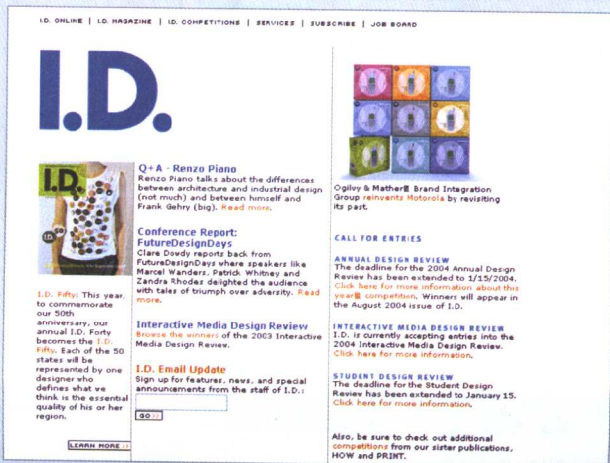 I.D. ONLINE | I.D. MAGAZINE | I.D. COMPETITIONS | SERVICES | SUBSCRIBE | JOB BOARD
I.D.
I.D.
I.D. Fifty: This year,
to commemorate
our 50th
anniversary, our
annual I.D. Forty
becomes the I.D.
Fifty. Each of the 50
states will be
represented by one
designer who
defines what we
think is the essential
quality of his or her
region.
LEARN MORE >>
Q+A - Renzo Piano
Renzo Piano talks about the differences
between architecture and industrial design
(not much) and between himself and
Frank Gehry (big). Read more.
Conference Report:
FutureDesignDays
Clare Dowdy reports back from
FutureDesignDays where speakers like
Marcel Wanders, Patrick Whitney and
Zandra Rhodes delighted the audience
with tales of triumph over adversity. Read
more.
Interactive Media Design Review
Browse the winners of the 2003 Interactive
Media Design Review.
I.D. Email Update
Sign up for features, news, and special
announcements from the staff of I.D.:
GO >>
Ogilvy & Mather Brand Integration
Group reinvents Motorola by revisiting
its past.
CALL FOR ENTRIES
ANNUAL DESIGN REVIEW
The deadline for the 2004 Annual Design
Review has been extended to 1/15/2004.
Click here for more information about this
year competition. Winners will appear in
the August 2004 issue of I.D.
INTERACTIVE MEDIA DESIGN REVIEW
I.D. is currently accepting entries into the
2004 Interactive Media Design Review.
Click here for more information.
STUDENT DESIGN REVIEW
The deadline for the Student Design
Review has been extended to January 15.
Click here for more information.
Also, be sure to check out additional
competitions from our sister publications,
HOW and PRINT.